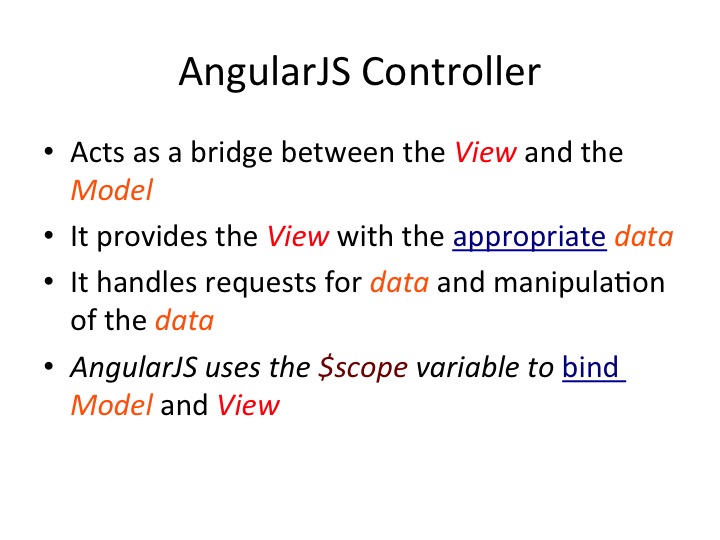 AngularJS Controller
• Acts as a bridge between the View and the
Model
• It provides the View with the appropriate data
• It handles requests for data and manipulation
of the data
• AngularJS uses the $scope variable to bind
Model and View